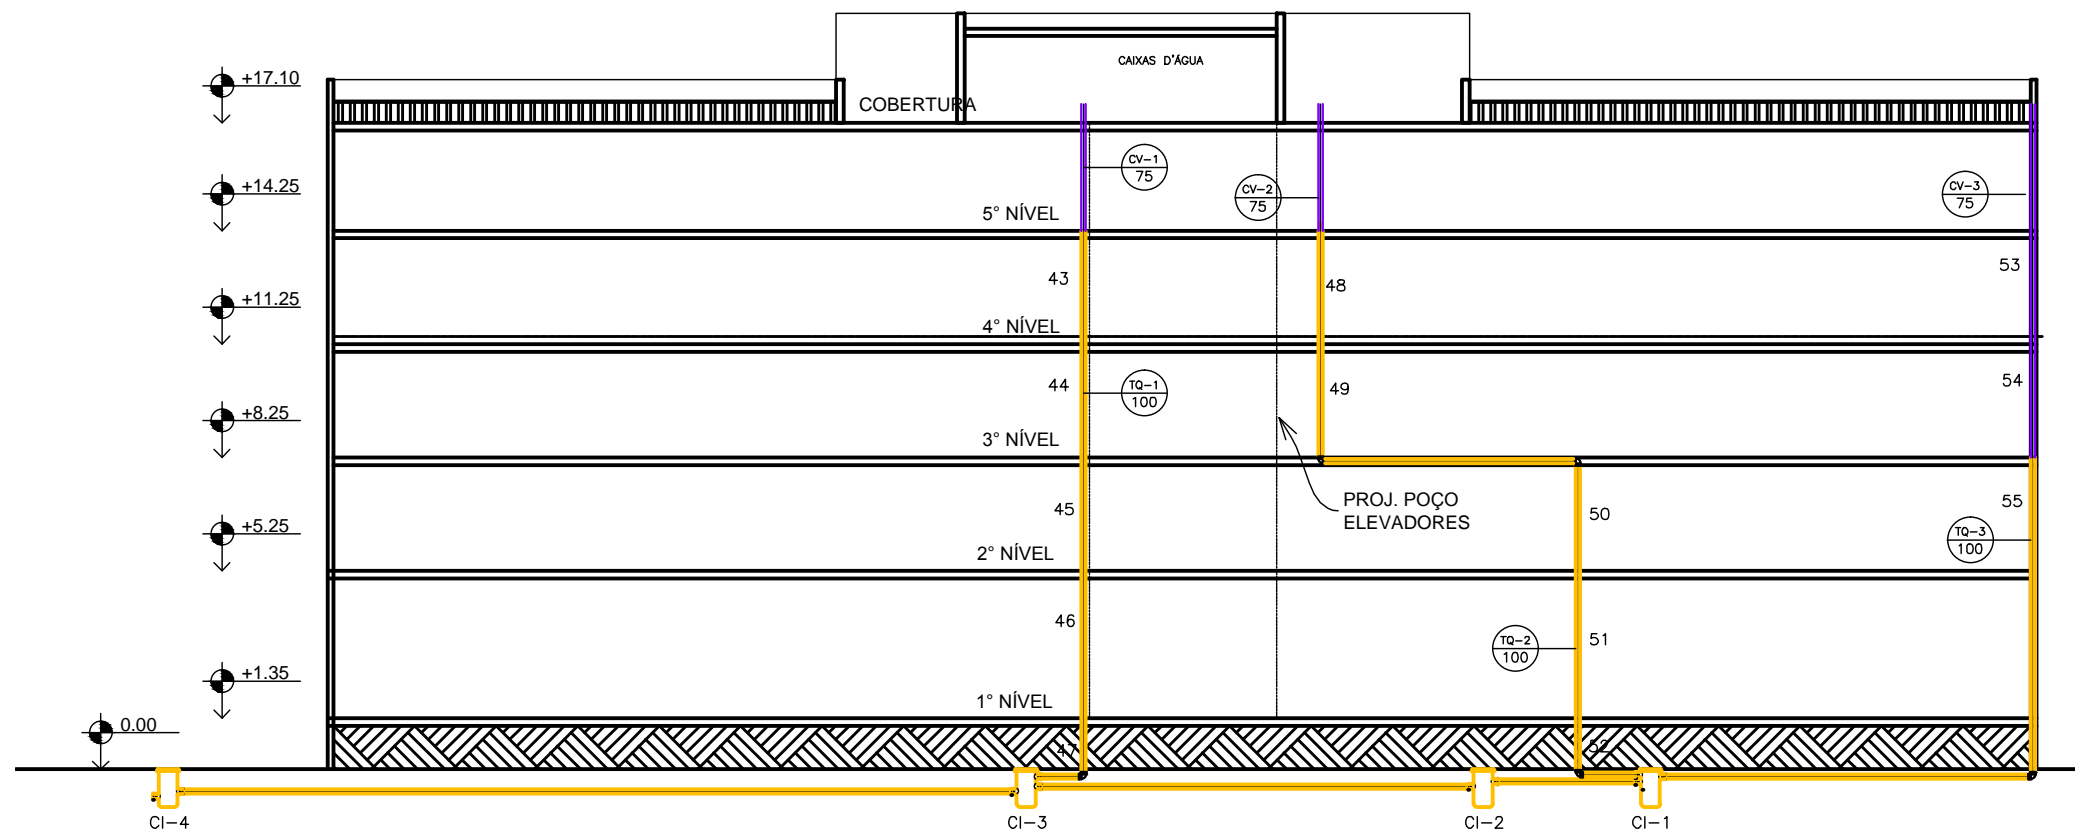 CAIXAS D'ÁGUA
+17.10
COBERTURA
CV-1
75
+14.25
CV-2
75
CV-3
75
5° NÍVEL
43
48
53
+11.25
4° NÍVEL
44
TQ-1
100
49
54
+8.25
3° NÍVEL
PROJ. POÇO
ELEVADORES
45
50
55
+5.25
TQ-3
100
2° NÍVEL
46
TQ-2
100
51
+1.35
1° NÍVEL
0.00
47
52
CI-4
CI-3
CI-2
CI-1